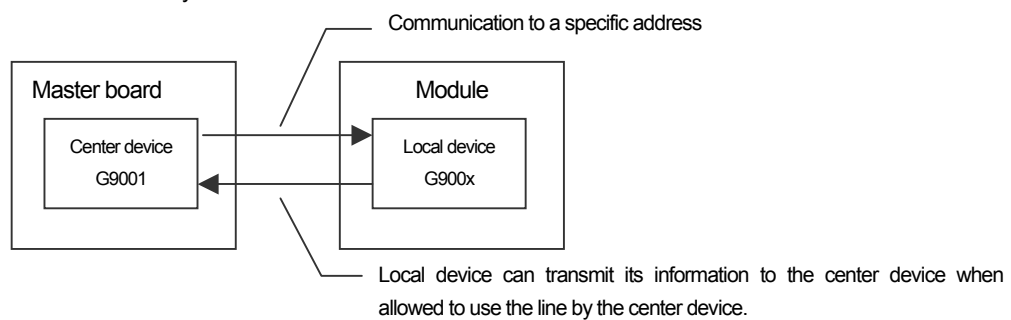 Communication to a specific address
Master board
Module
Center device
G9001
Local device
G900x
Local device can transmit its information to the center device when
allowed to use the line by the center device.